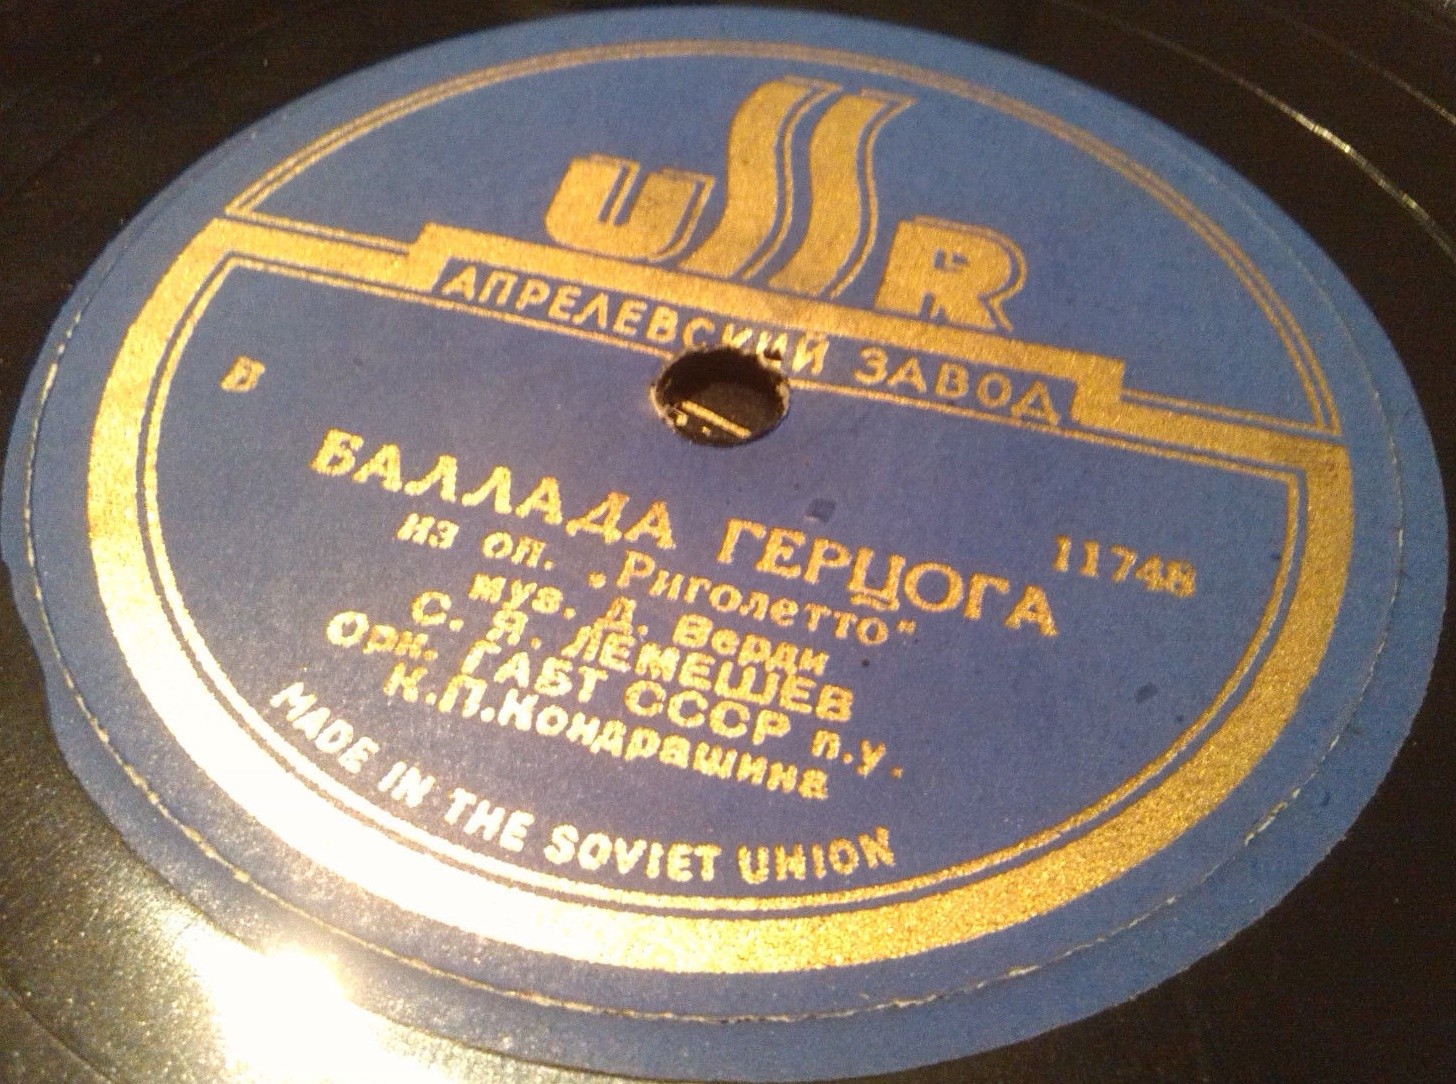 USSR
АПРЕЛЕВСКИЙ ЗАВОД
В
11748
БАЛЛАДА ГЕРЦОГА
из оп. „Риголетто"
муз. Д. Верди
С. Я. ЛЕМЕШЕВ
Орк. ГАБТ СССР п.у.
К.П.Кондрашина
MADE IN THE SOVIET UNION